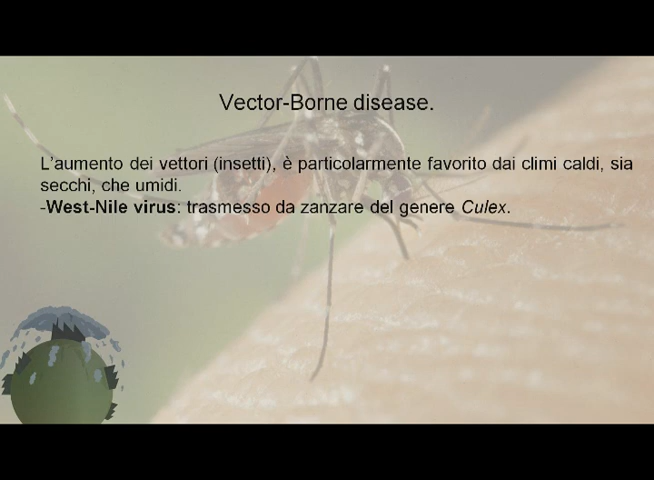 Vector-Borne disease.
L'aumento dei vettori (insetti), è particolarmente favorito dai climi caldi, sia
secchi, che umidi.
-West-Nile virus: trasmesso da zanzare del genere Culex.